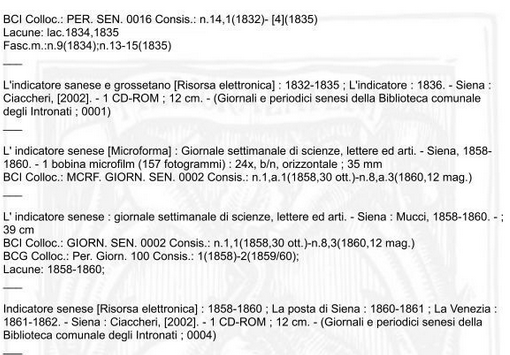 BCI Colloc.: PER. SEN. 0016 Consis.: n.14,1(1832)- [4](1835)
Lacune: lac.1834,1835
Fasc.m.:n.9(1834);n.13-15(1835)
___
L'indicatore sanese e grossetano [Risorsa elettronica] : 1832-1835 ; L'indicatore : 1836. - Siena :
Ciaccheri, [2002]. - 1 CD-ROM ; 12 cm. - (Giornali e periodici senesi della Biblioteca comunale
degli Intronati ; 0001)
___
L' indicatore senese [Microforma] : Giornale settimanale di scienze, lettere ed arti. - Siena, 1858-
1860. - 1 bobina microfilm (157 fotogrammi) : 24x, b/n, orizzontale ; 35 mm
BCI Colloc.: MCRF. GIORN. SEN. 0002 Consis.: n.1,a.1(1858,30 ott.)-n.8,a.3(1860,12 mag.)
___
L' indicatore senese : giornale settimanale di scienze, lettere ed arti. - Siena : Mucci, 1858-1860. - ;
39 cm
BCI Colloc.: GIORN. SEN. 0002 Consis.: n.1,1(1858,30 ott.)-n.8,3(1860,12 mag.)
BCG Colloc.: Per. Giorn. 100 Consis.: 1(1858)-2(1859/60);
Lacune: 1858-1860;
___
Indicatore senese [Risorsa elettronica] : 1858-1860 ; La posta di Siena : 1860-1861 ; La Venezia :
1861-1862. - Siena : Ciaccheri, [2002]. - 1 CD-ROM ; 12 cm. - (Giornali e periodici senesi della
Biblioteca comunale degli Intronati ; 0004)
___